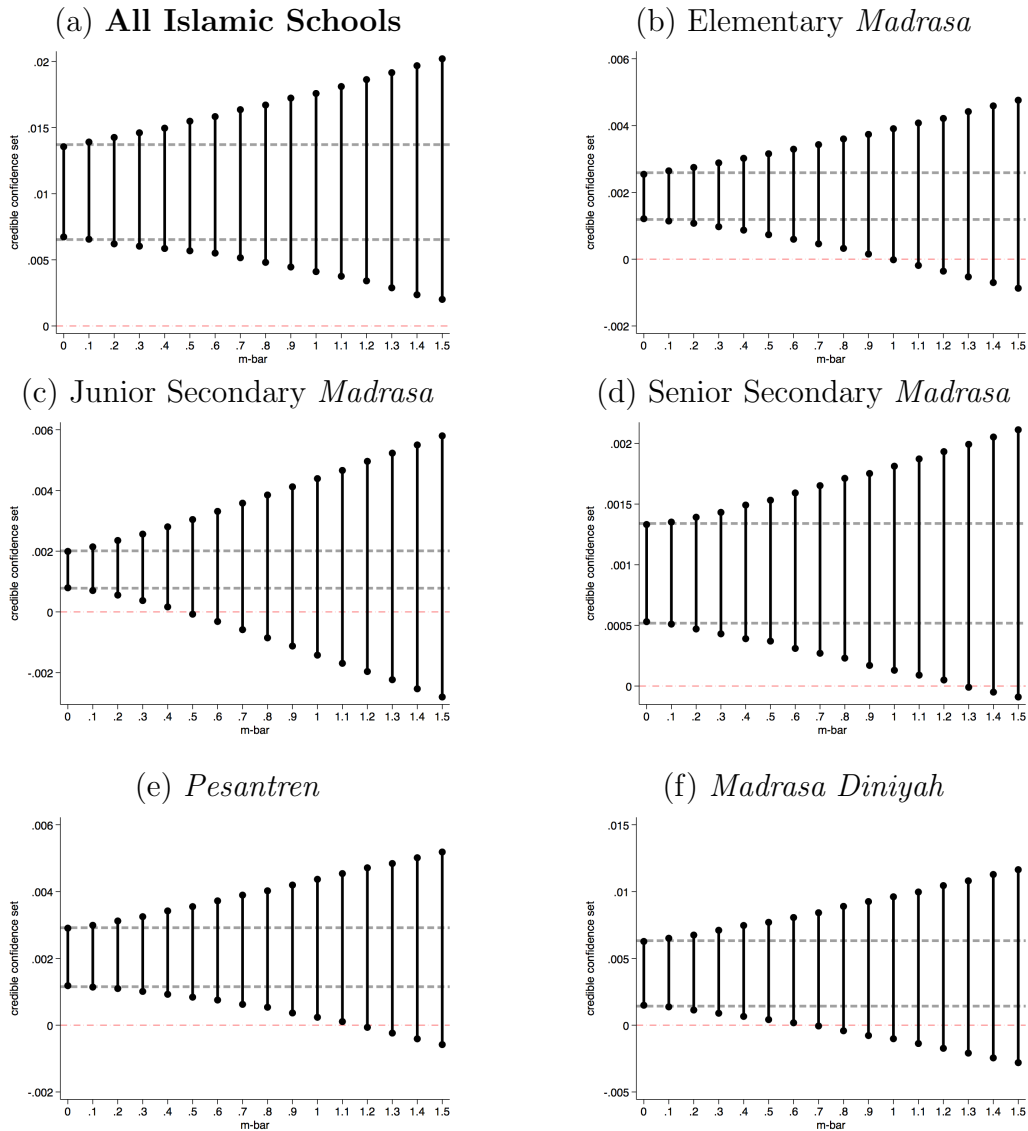 (a) All Islamic Schools
.02
.015
.01
.005
0
credible confidence set
0 .1 .2 .3 .4 .5 .6 .7 .8 .9 1 1.1 1.2 1.3 1.4 1.5
m-bar
(b) Elementary Madrasa
.006
.004
.002
0
-.002
credible confidence set
0 .1 .2 .3 .4 .5 .6 .7 .8 .9 1 1.1 1.2 1.3 1.4 1.5
m-bar
(c) Junior Secondary Madrasa
.006
.004
.002
0
-.002
credible confidence set
0 .1 .2 .3 .4 .5 .6 .7 .8 .9 1 1.1 1.2 1.3 1.4 1.5
m-bar
(d) Senior Secondary Madrasa
.002
.0015
.001
.0005
0
credible confidence set
0 .1 .2 .3 .4 .5 .6 .7 .8 .9 1 1.1 1.2 1.3 1.4 1.5
m-bar
(e) Pesantren
.006
.004
.002
0
-.002
credible confidence set
0 .1 .2 .3 .4 .5 .6 .7 .8 .9 1 1.1 1.2 1.3 1.4 1.5
m-bar
(f) Madrasa Diniyah
.015
.01
.005
0
-.005
credible confidence set
0 .1 .2 .3 .4 .5 .6 .7 .8 .9 1 1.1 1.2 1.3 1.4 1.5
m-bar